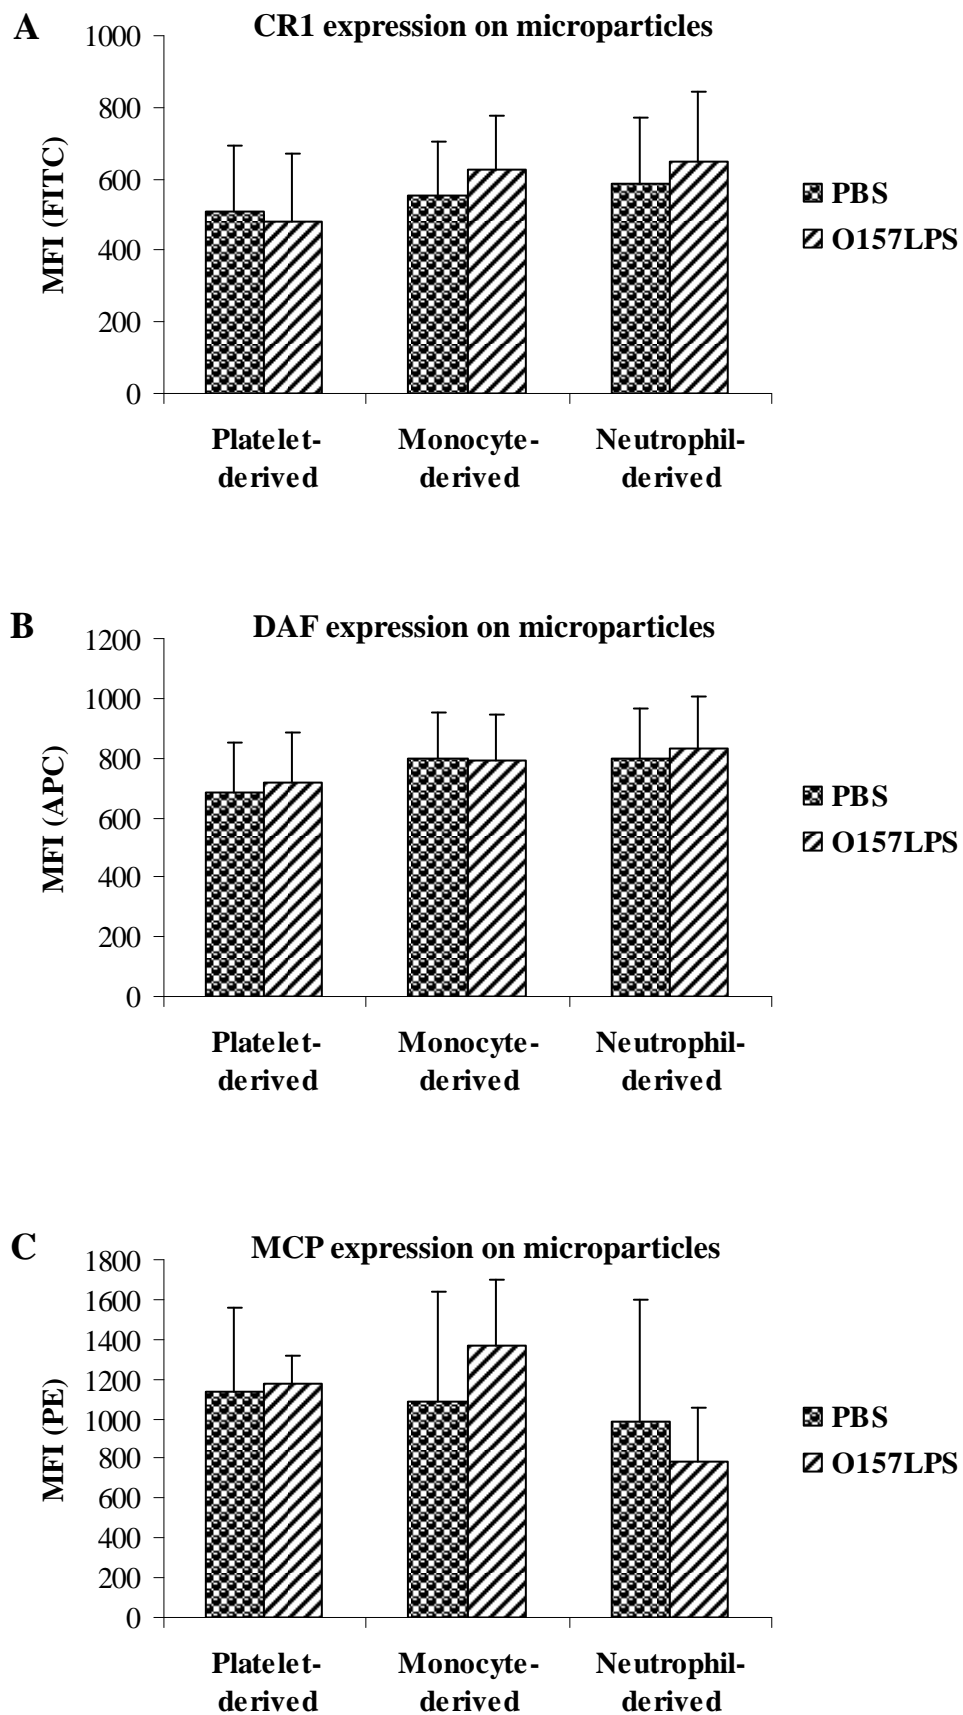 A
CR1 expression on microparticles
1000
800
600
400
200
0
MFI (FITC)
Platelet-
derived
Monocyte-
derived
Neutrophil-
derived
PBS
O157LPS
B
DAF expression on microparticles
1200
1000
800
600
400
200
0
MFI (APC)
Platelet-
derived
Monocyte-
derived
Neutrophil-
derived
PBS
O157LPS
C
MCP expression on microparticles
1800
1600
1400
1200
1000
800
600
400
200
0
MFI (PE)
Platelet-
derived
Monocyte-
derived
Neutrophil-
derived
PBS
O157LPS